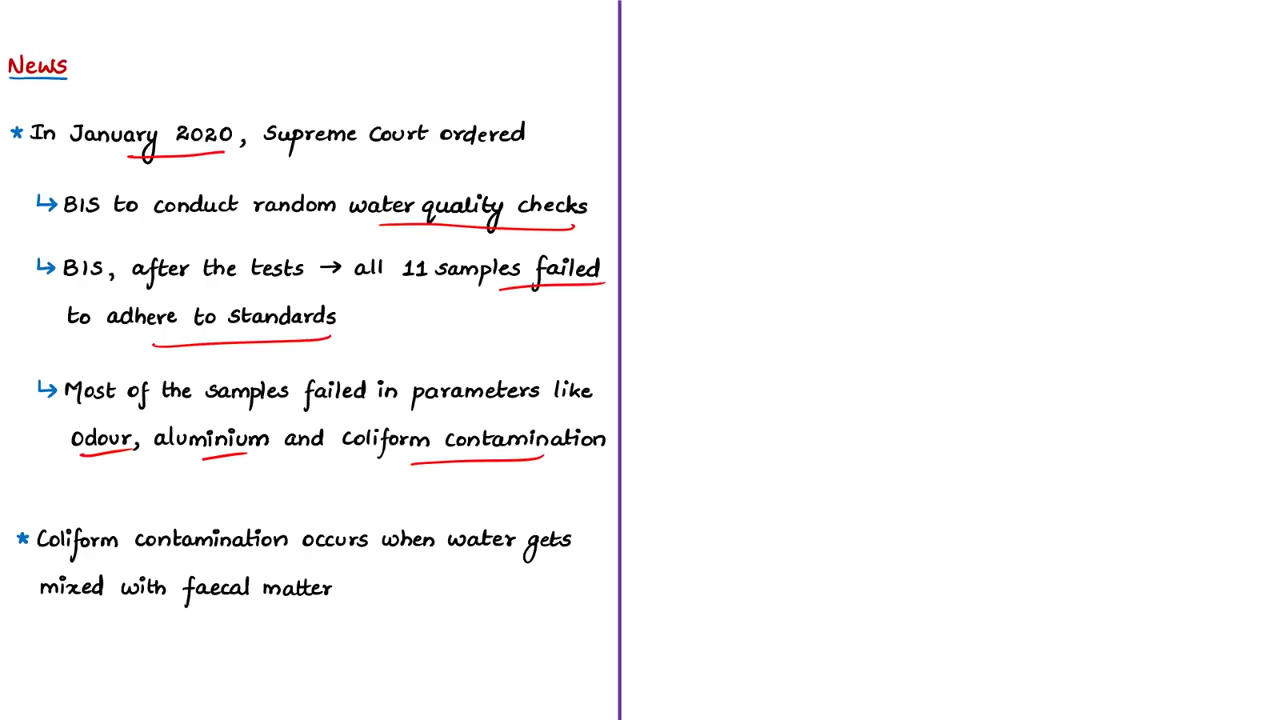 News
* In January 2020, Supreme Court ordered
↳ BIS to conduct random water quality checks
↳ BIS, after the tests → all 11 samples failed
to adhere to standards
↳ Most of the samples failed in parameters like
Odour, aluminium and coliform contamination
* Coliform contamination occurs when water gets
mixed with faecal matter